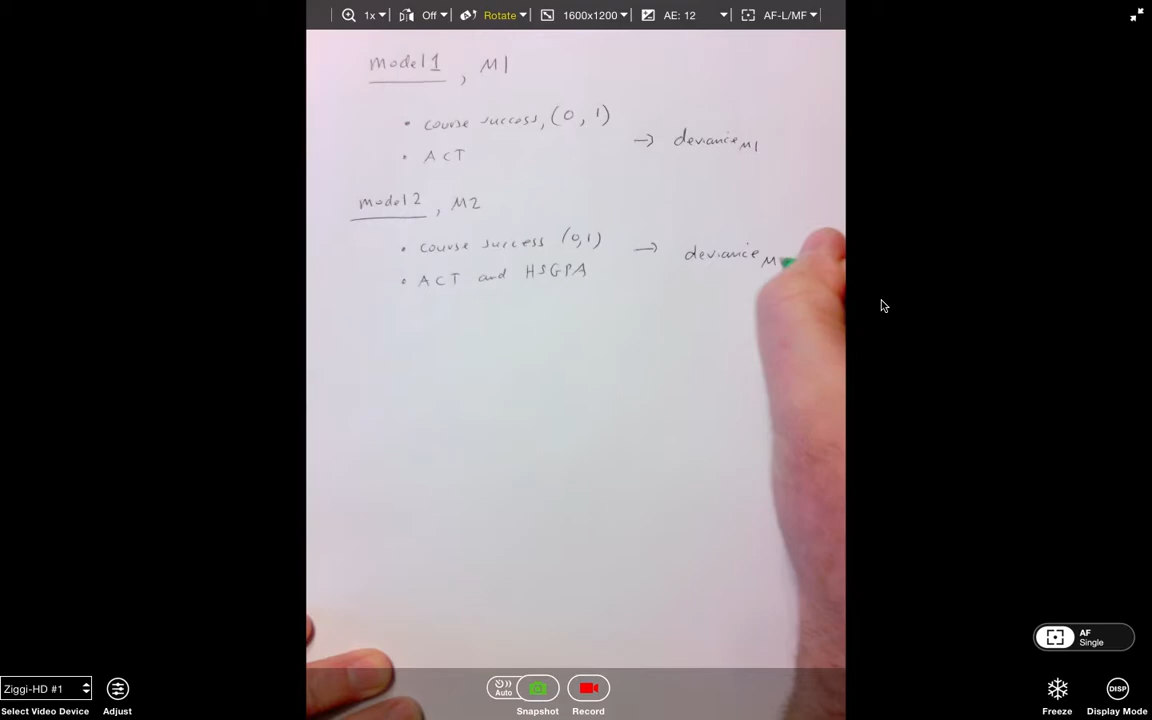 1x Off Rotate 1600x1200 AE: 12 AF-L/MF
Model 1, M1
• course success, (0, 1)
→ deviance M1
• ACT
Model 2, M2
• course success (0,1) → deviance M
• ACT and HSGPA
AF
Single
Ziggi-HD #1
Auto
DISP
Select Video Device Adjust Snapshot Record Freeze Display Mode